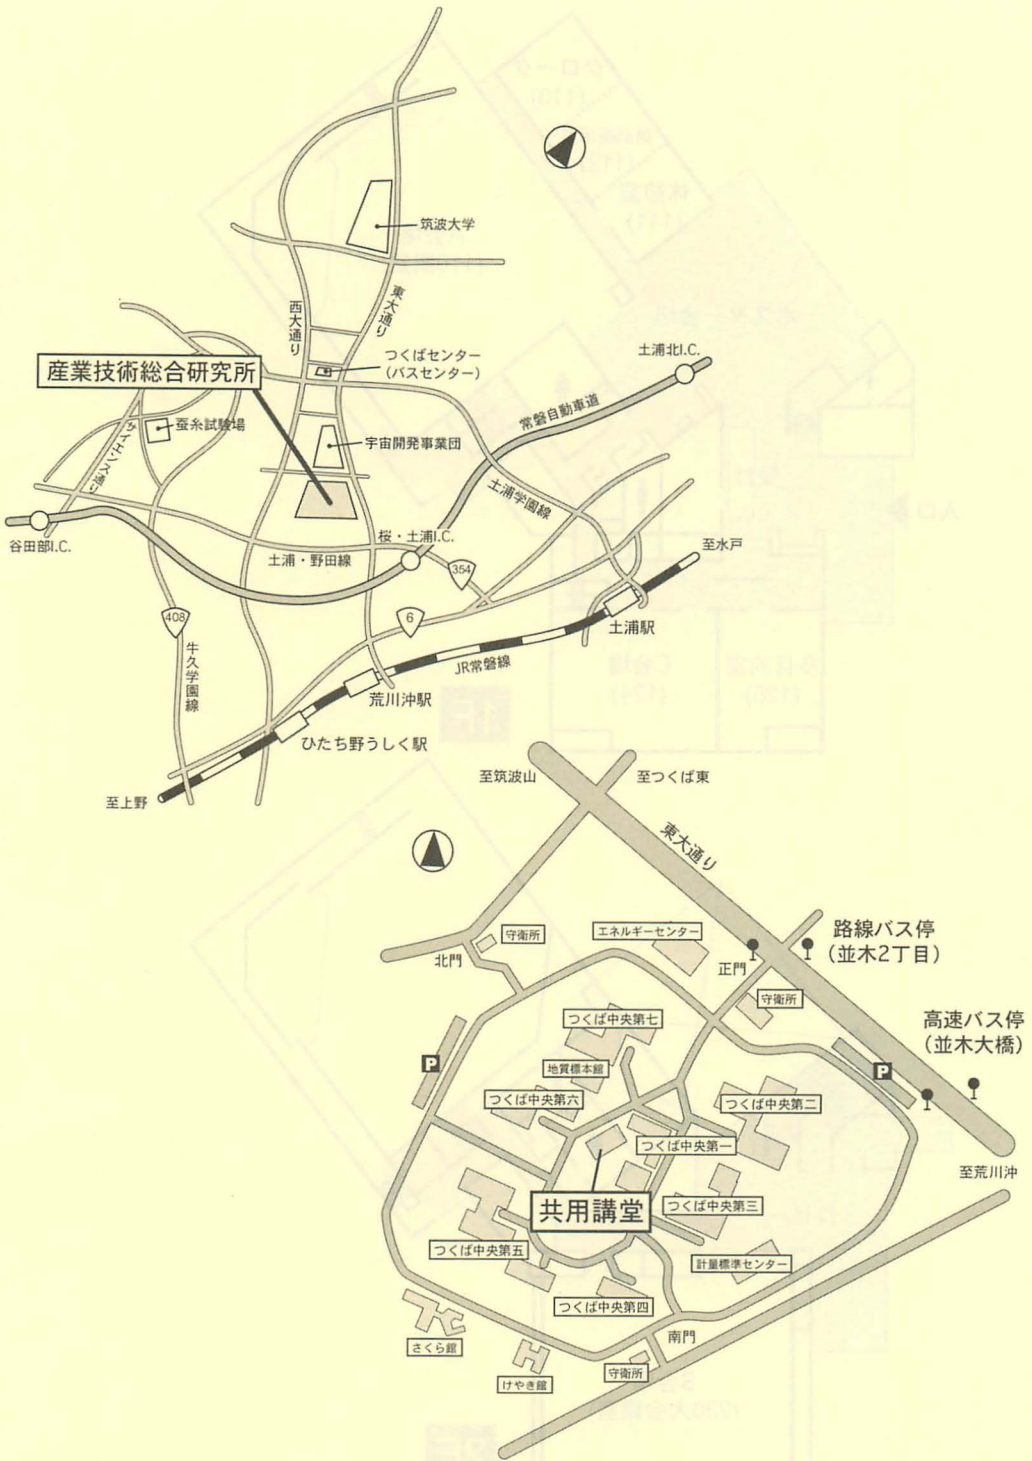 筑波大学
西大通り
東大通り
つくばセンター
（バスセンター）
土浦北I.C.
産業技術総合研究所
常磐自動車道
蚕糸試験場
サイエンス通り
宇宙開発事業団
土浦学園線
谷田部I.C.
土浦・野田線
桜・土浦I.C.
至水戸
354
408
6
土浦駅
牛久学園線
JR常磐線
荒川沖駅
ひたち野うしく駅
至上野
至筑波山
至つくば東
東大通り
守衛所
エネルギーセンター
路線バス停
（並木2丁目）
北門
正門
守衛所
つくば中央第七
高速バス停
（並木大橋）
P
地質標本館
P
つくば中央第六
つくば中央第二
つくば中央第一
至荒川沖
共用講堂
つくば中央第三
つくば中央第五
計量標準センター
つくば中央第四
さくら館
南門
けやき館
守衛所